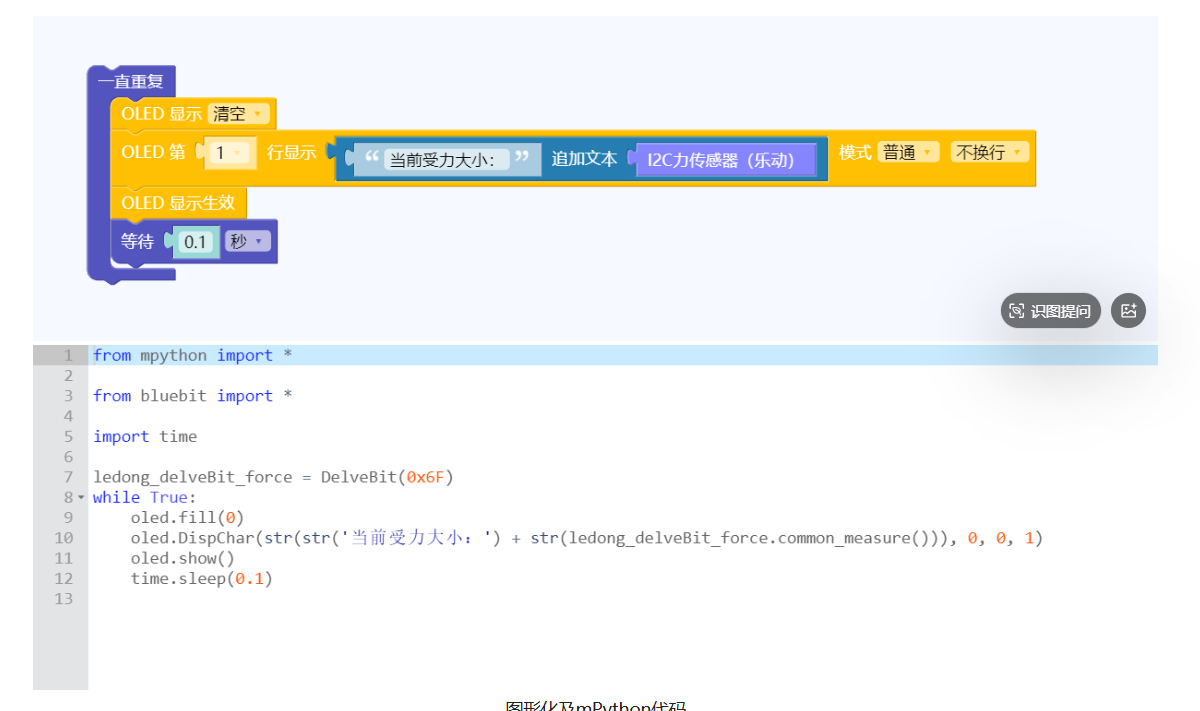 一直重复
OLED 显示 清空
OLED 第 1 行显示 “ 当前受力大小： ” 追加文本 I2C力传感器（乐动） 模式 普通 不换行
OLED 显示生效
等待 0.1 秒
识图提问
1 from mpython import *
2
3 from bluebit import *
4
5 import time
6
7 ledong_delveBit_force = DelveBit(0x6F)
8 while True:
9 oled.fill(0)
10 oled.DispChar(str(str('当前受力大小：') + str(ledong_delveBit_force.common_measure())), 0, 0, 1)
11 oled.show()
12 time.sleep(0.1)
13
图形化及mPython代码